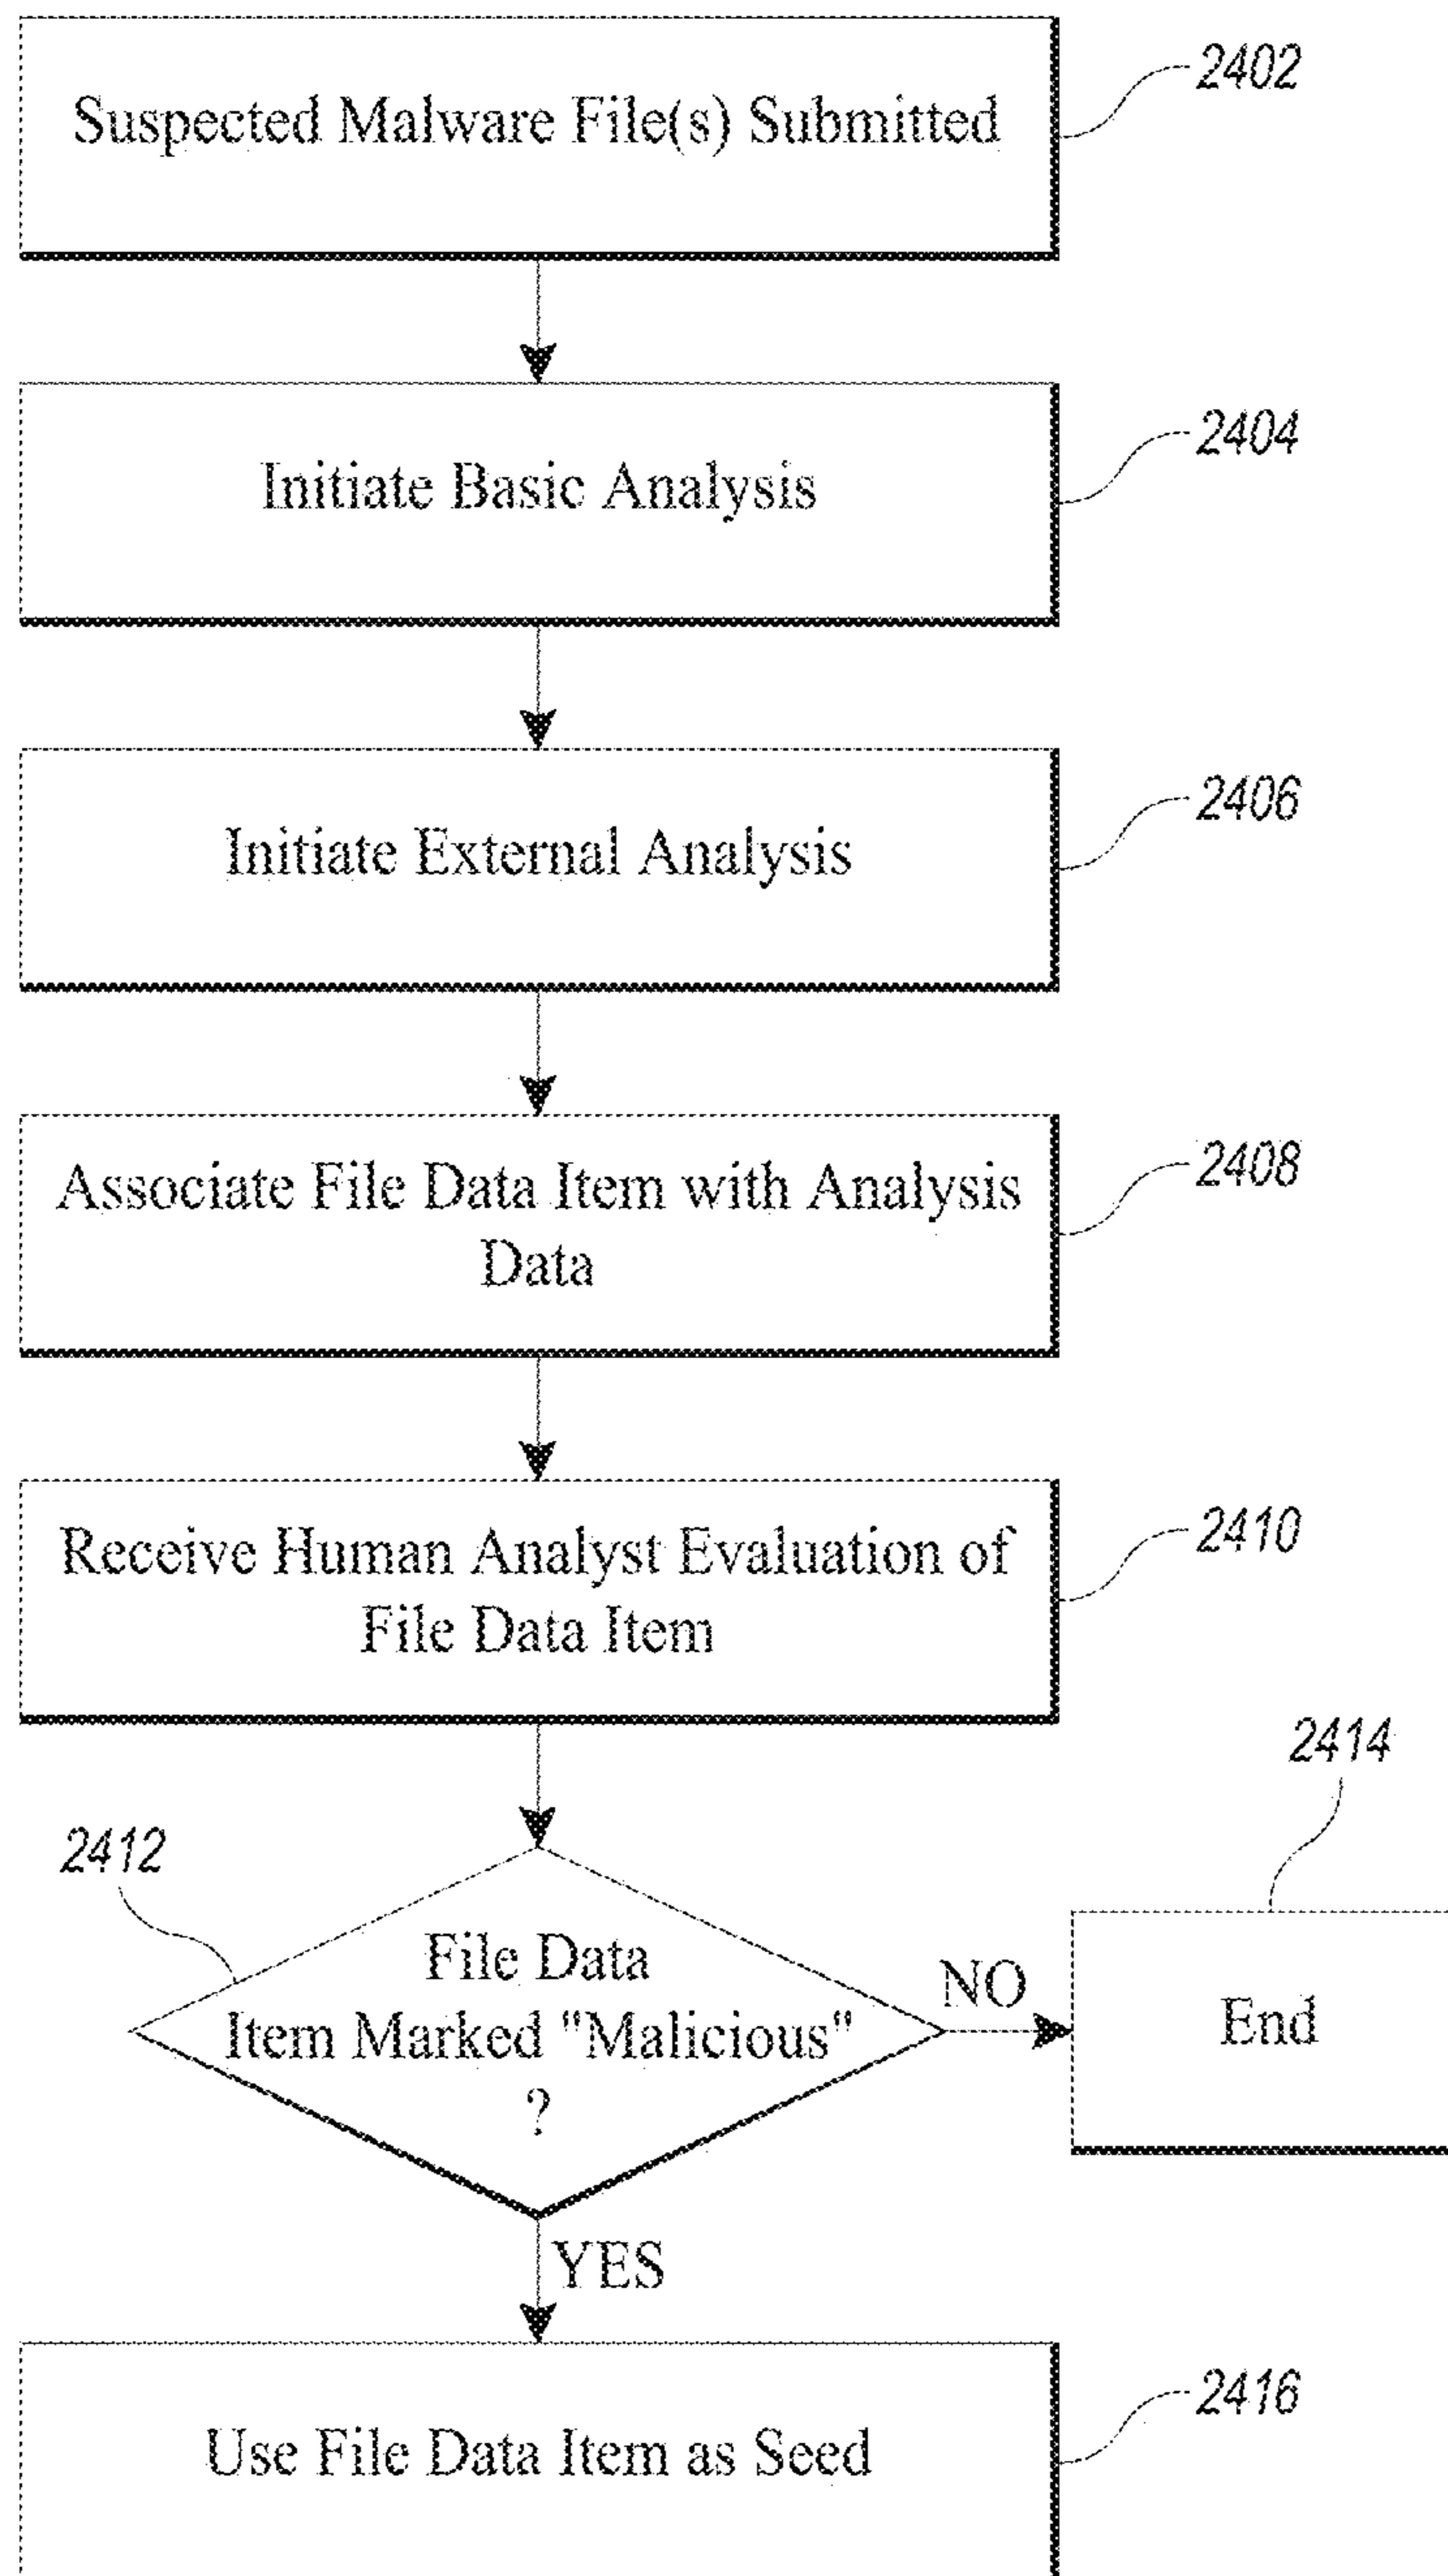 Suspected Malware File(s) Submitted
2402
Initiate Basic Analysis
2404
Initiate External Analysis
2406
Associate File Data Item with Analysis
Data
2408
Receive Human Analyst Evaluation of
File Data Item
2410
2412
File Data
Item Marked "Malicious"
?
NO
2414
End
YES
Use File Data Item as Seed
2416